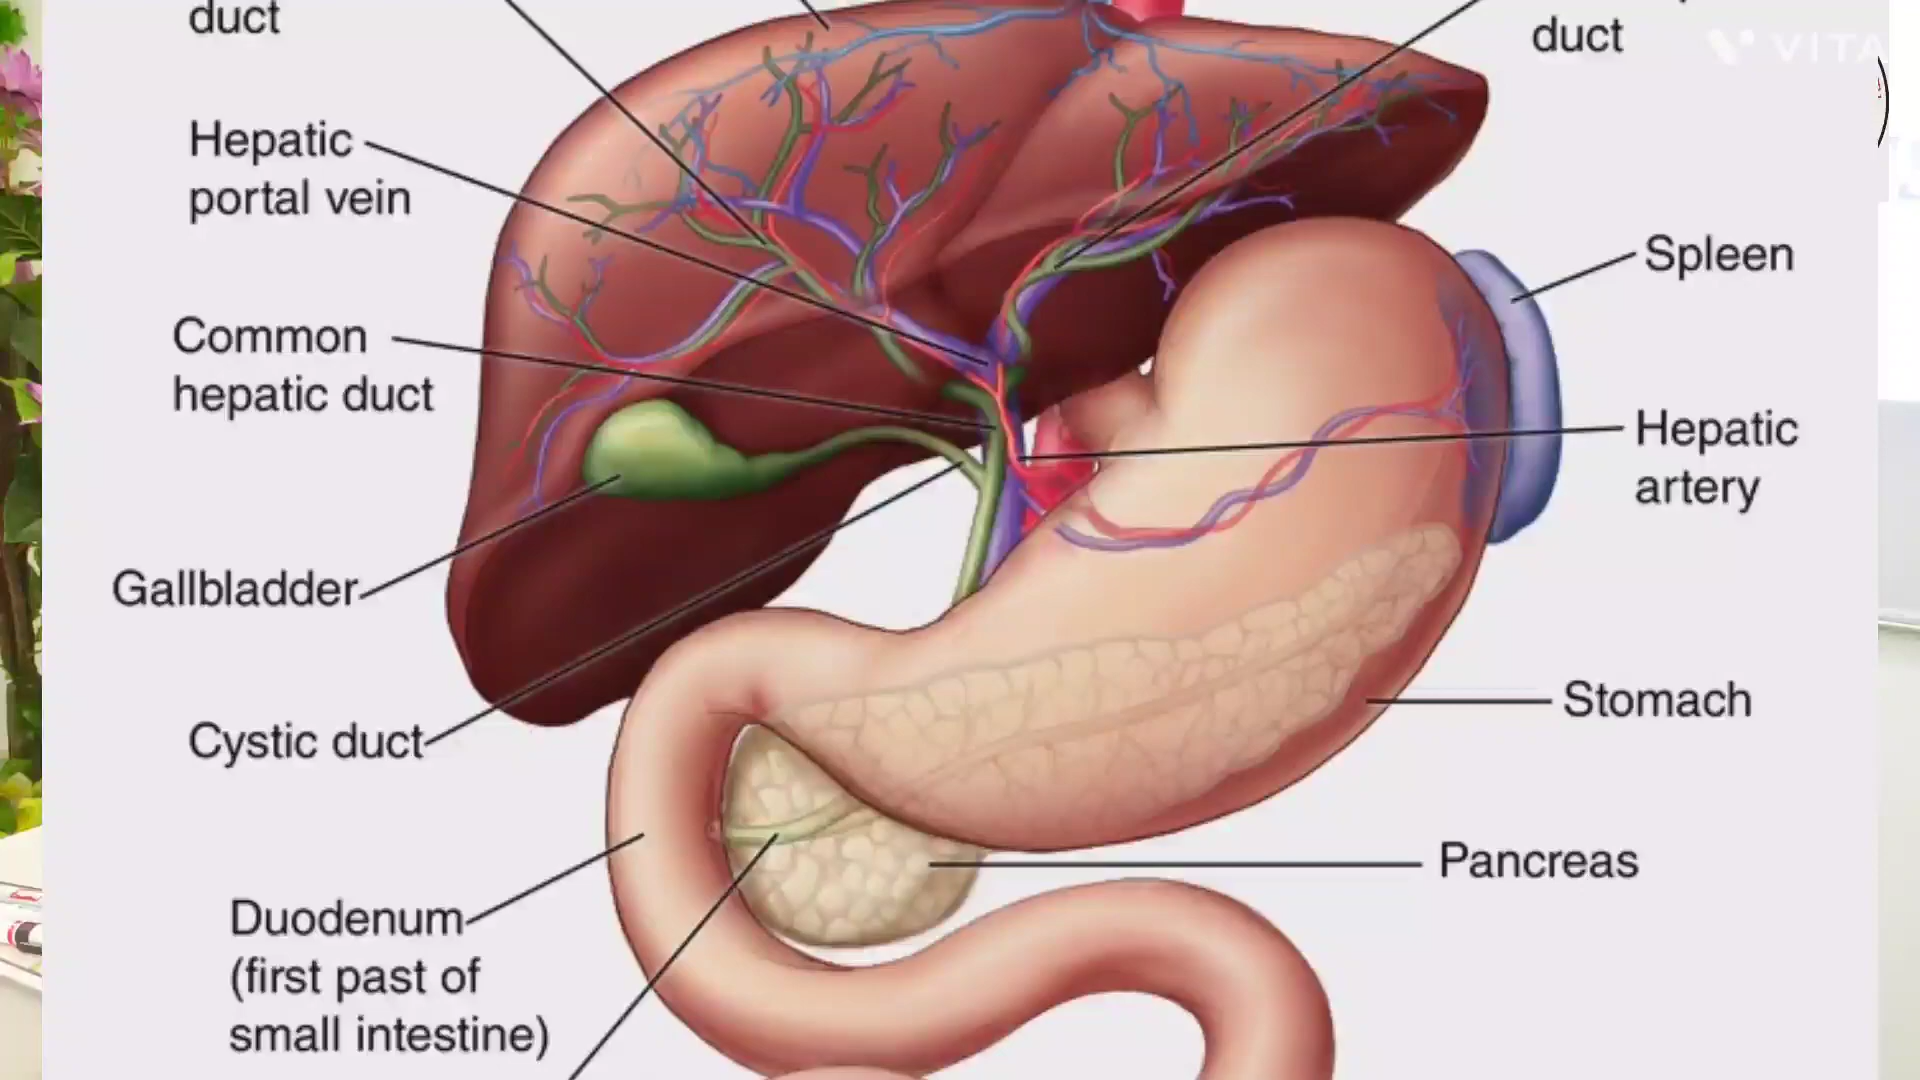 duct
Hepatic
portal vein
Common
hepatic duct
Gallbladder
Cystic duct
Duodenum
(first past of
small intestine)
duct
VITA
Spleen
Hepatic
artery
Stomach
Pancreas